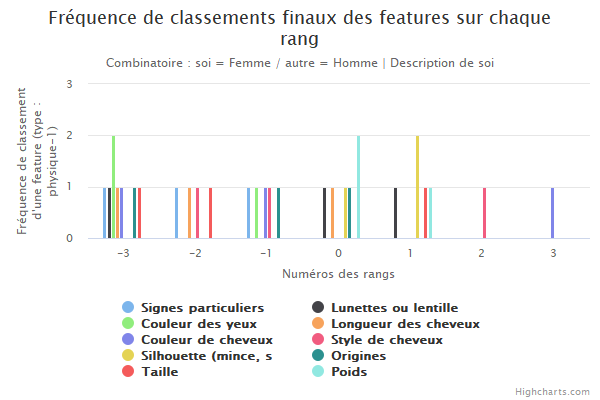 Fréquence de classements finaux des features sur chaque
rang
Combinatoire : soi = Femme / autre = Homme | Description de soi
Fréquence de classement
d'une feature (type :
physique-1)
3
2
1
0
-3
-2
-1
0
1
2
3
Numéros des rangs
Signes particuliers
Lunettes ou lentille
Couleur des yeux
Longueur des cheveux
Couleur de cheveux
Style de cheveux
Silhouette (mince, s
Origines
Taille
Poids
Highcharts.com